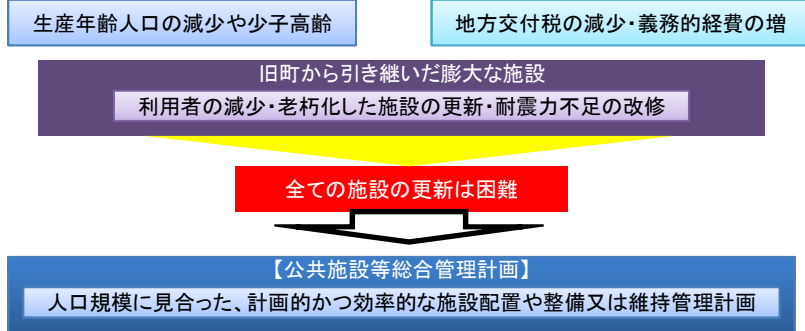 生産年齢人口の減少や少子高齢
地方交付税の減少・義務的経費の増
旧町から引き継いだ膨大な施設
利用者の減少・老朽化した施設の更新・耐震力不足の改修
全ての施設の更新は困難
【公共施設等総合管理計画】
人口規模に見合った、計画的かつ効率的な施設配置や整備又は維持管理計画